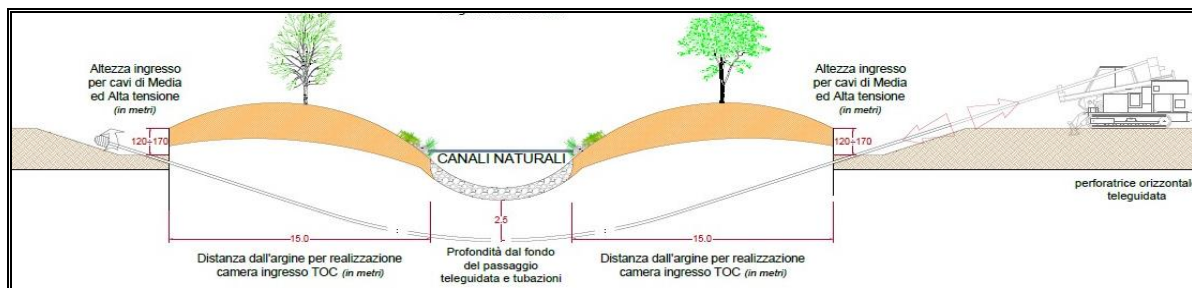 Altezza ingresso
per cavi di Media
ed Alta tensione
(in metri)
120÷170
CANALI NATURALI
Altezza ingresso
per cavi di Media
ed Alta tensione
(in metri)
120÷170
perforatrice orizzontale
teleguidata
2.5
15.0
15.0
Distanza dall'argine per realizzazione
camera ingresso TOC (in metri)
Profondità dal fondo
del passaggio
teleguidata e tubazioni
Distanza dall'argine per realizzazione
camera ingresso TOC (in metri)